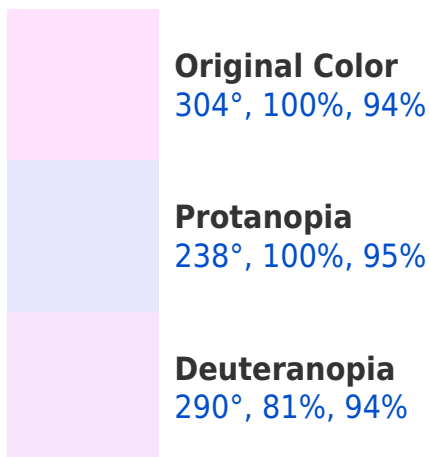 Original Color
304°, 100%, 94%
Protanopia
238°, 100%, 95%
Deuteranopia
290°, 81%, 94%